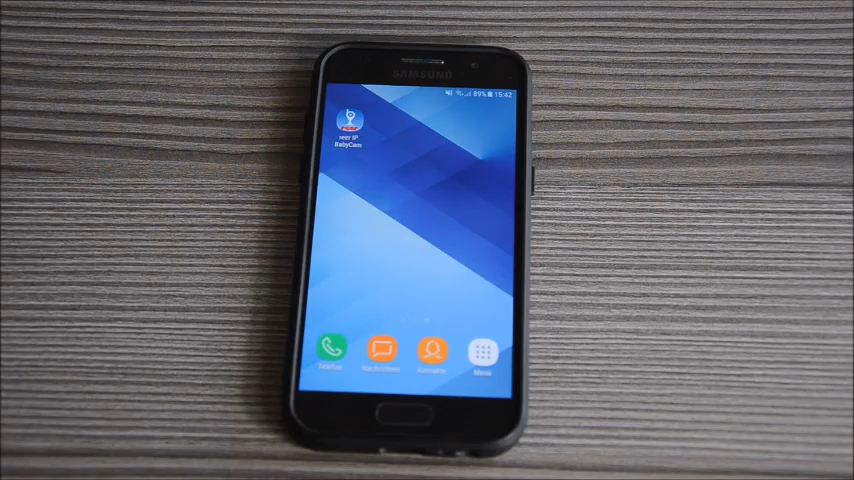 SAMSUNG
89% 15:42
reer IP
BabyCam
Telefon
Nachrichten
Kontakte
Menü